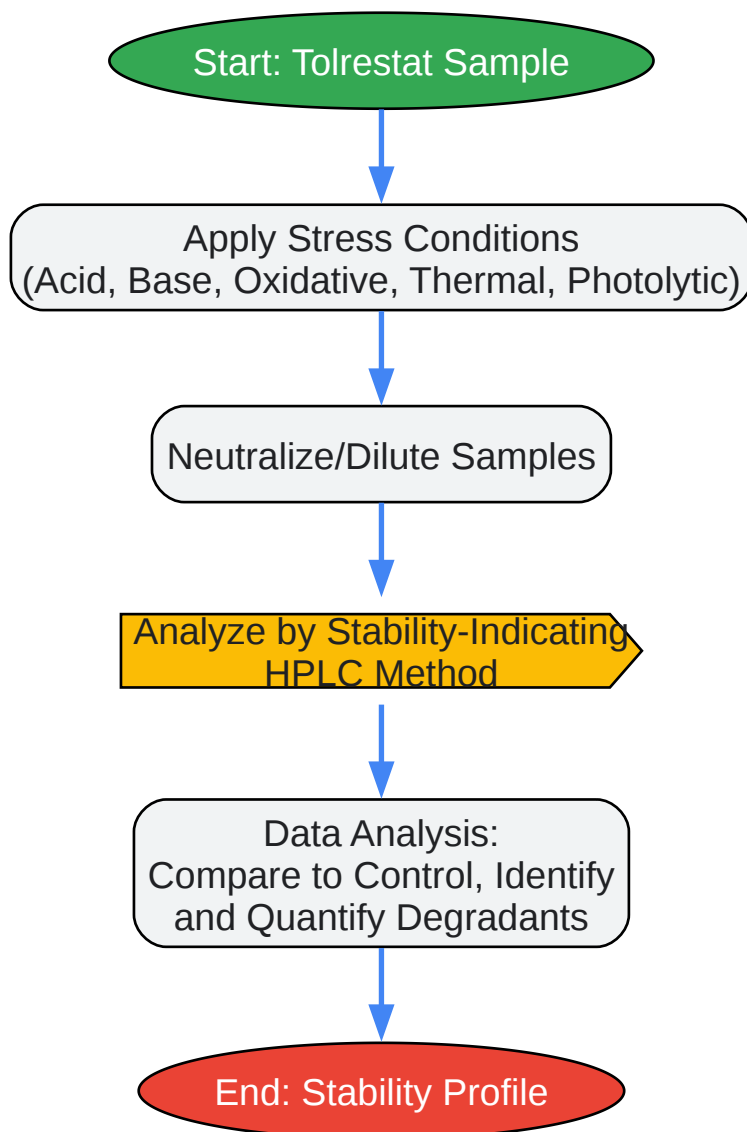 Start: Tolrestat Sample
Apply Stress Conditions
(Acid, Base, Oxidative, Thermal, Photolytic)
Neutralize/Dilute Samples
Analyze by Stability-Indicating
HPLC Method
Data Analysis:
Compare to Control, Identify
and Quantify Degradants
End: Stability Profile